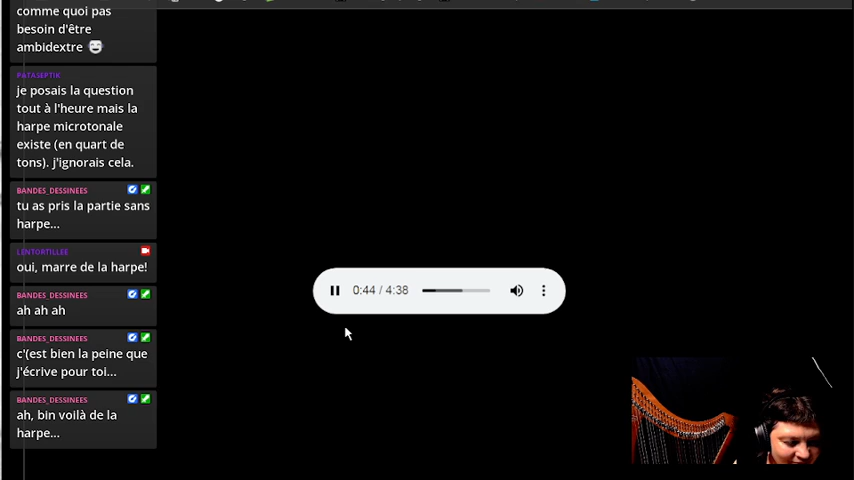 comme quoi pas
besoin d'être
ambidextre
PATASEPTIK
je posais la question
tout à l'heure mais la
harpe microtonale
existe (en quart de
tons). j'ignorais cela.
BANDES_DESSINEES
tu as pris la partie sans
harpe...
LENTORTILLEE
oui, marre de la harpe!
BANDES_DESSINEES
ah ah ah
BANDES_DESSINEES
c'(est bien la peine que
j'écrive pour toi...
BANDES_DESSINEES
ah, bin voilà de la
harpe...
0:44 / 4:38